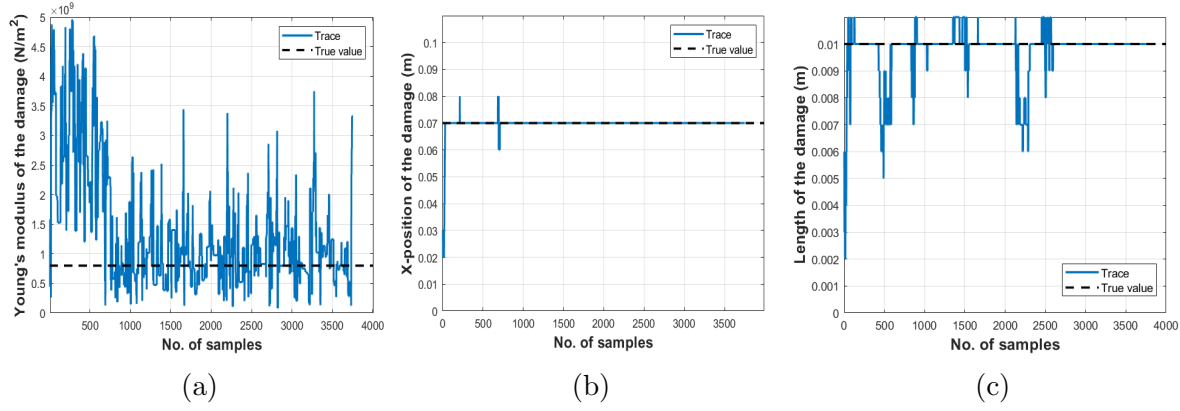 × 10⁹
Young's modulus of the damage (N/m²)
5
4.5
4
3.5
3
2.5
2
1.5
1
0.5
0
500 1000 1500 2000 2500 3000 3500 4000
No. of samples
Trace
True value
(a)
X-position of the damage (m)
0.1
0.09
0.08
0.07
0.06
0.05
0.04
0.03
0.02
0.01
0
0 500 1000 1500 2000 2500 3000 3500
No. of samples
Trace
True value
(b)
Length of the damage (m)
0.01
0.009
0.008
0.007
0.006
0.005
0.004
0.003
0.002
0.001
0 500 1000 1500 2000 2500 3000 3500 4000
No. of samples
Trace
True value
(c)